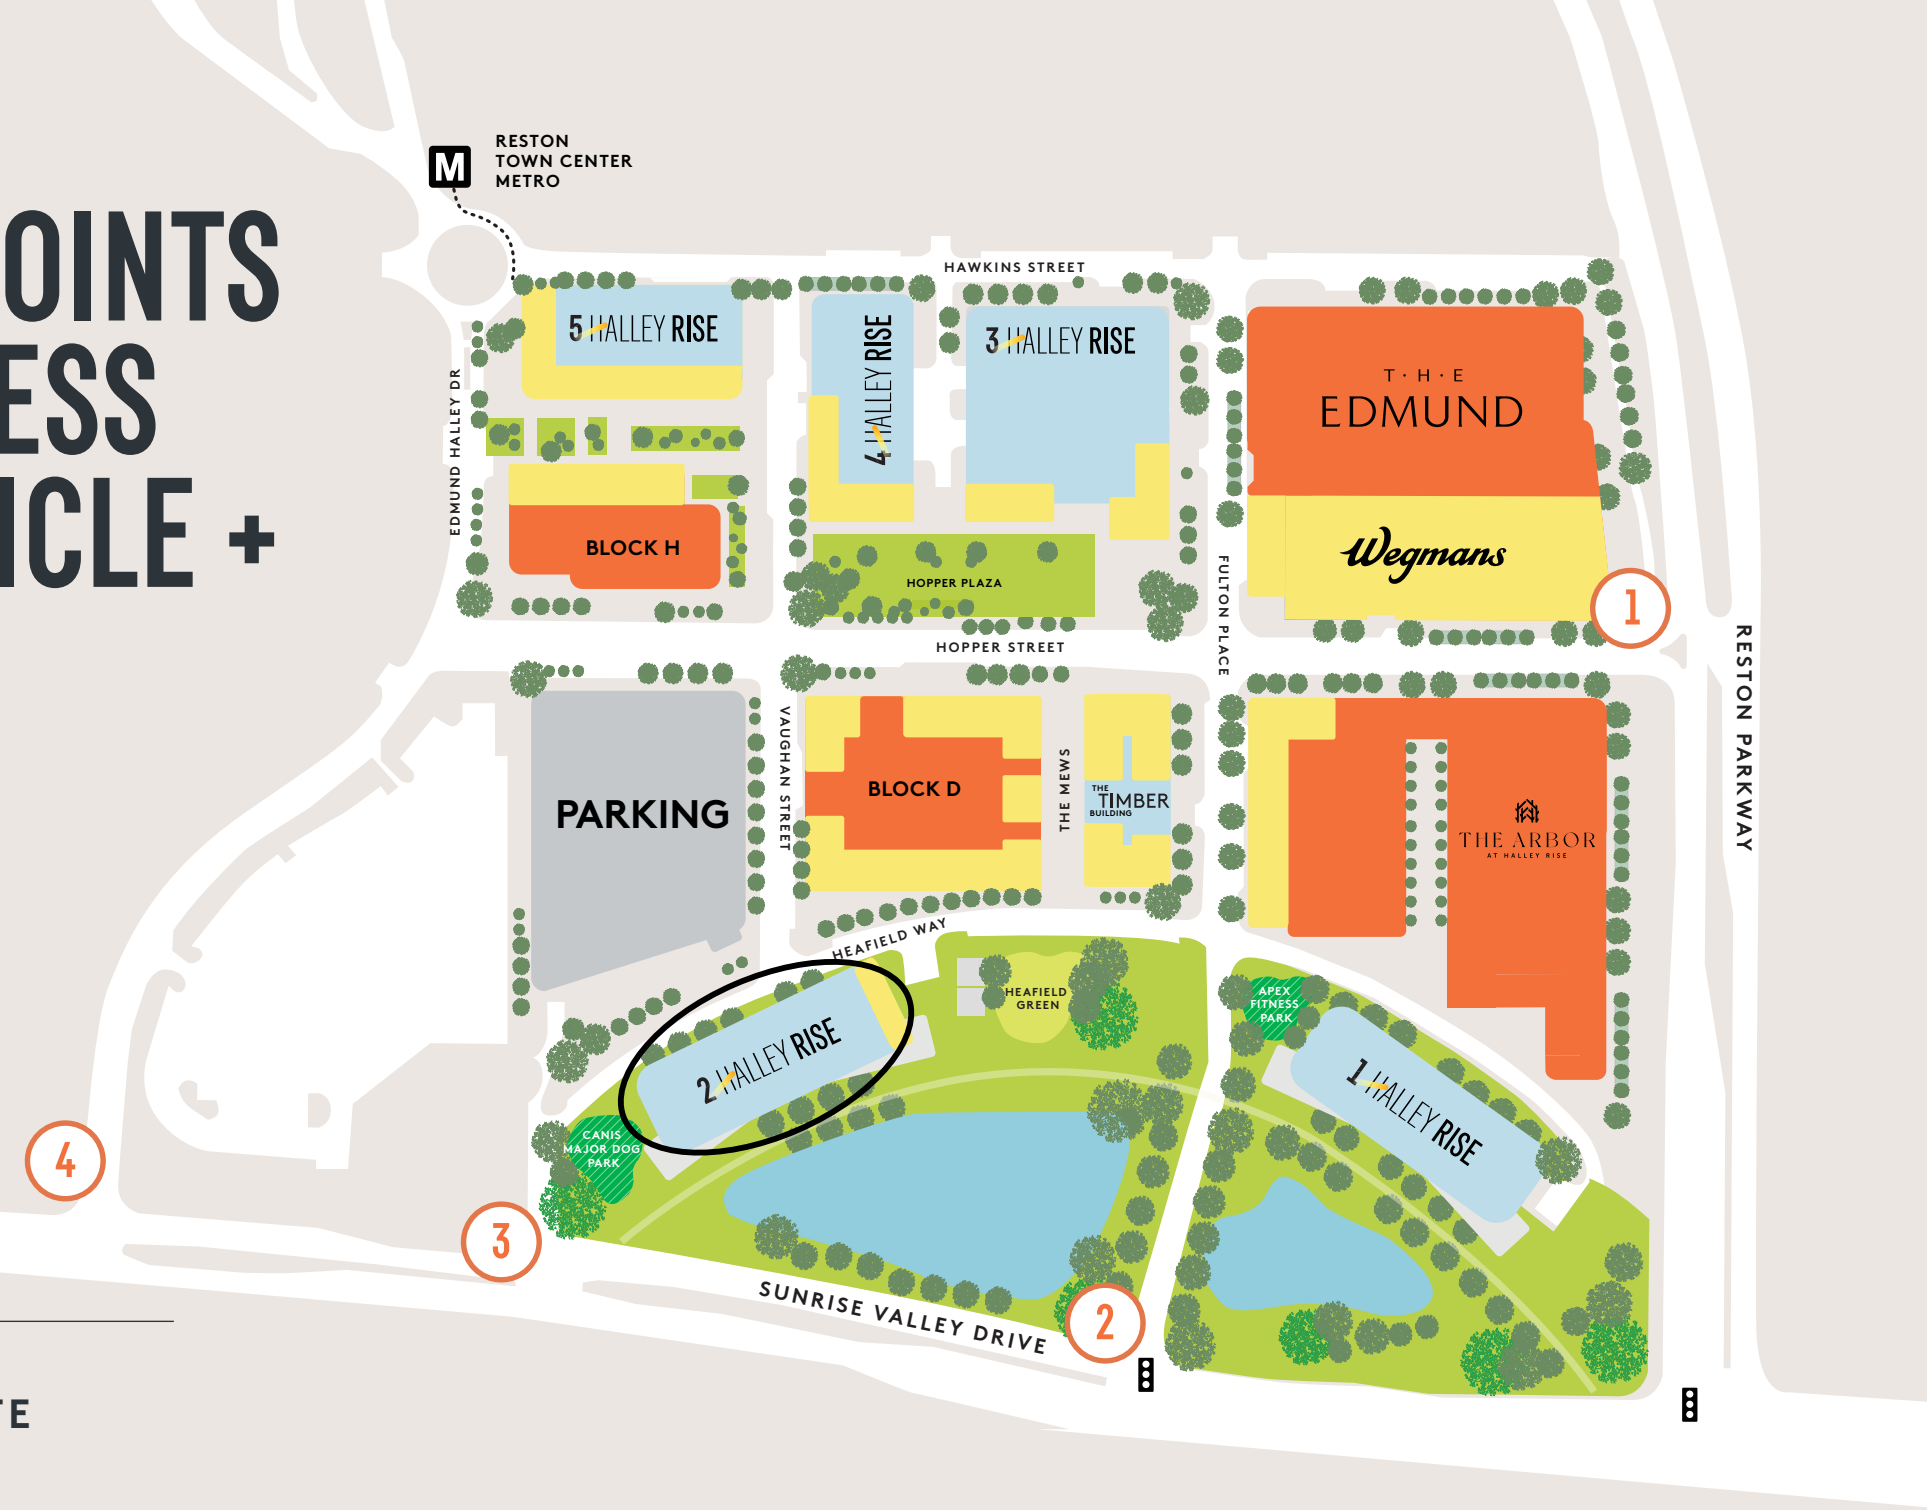 OINTS
ESS
ICLE +
TE
M
RESTON
TOWN CENTER
METRO
HAWKINS STREET
5 HALLEY RISE
4 HALLEY RISE
3 HALLEY RISE
T·H·E
EDMUND
EDMUND HALLEY DR
BLOCK H
Wegmans
HOPPER PLAZA
FULTON PLACE
1
HOPPER STREET
RESTON PARKWAY
PARKING
VAUGHAN STREET
BLOCK D
THE MEWS
THE
TIMBER
BUILDING
THE ARBOR
AT HALLEY RISE
HEAFIELD WAY
HEAFIELD
GREEN
APEX
FITNESS
PARK
2 HALLEY RISE
1 HALLEY RISE
CANIS
MAJOR DOG
PARK
4
3
SUNRISE VALLEY DRIVE
2